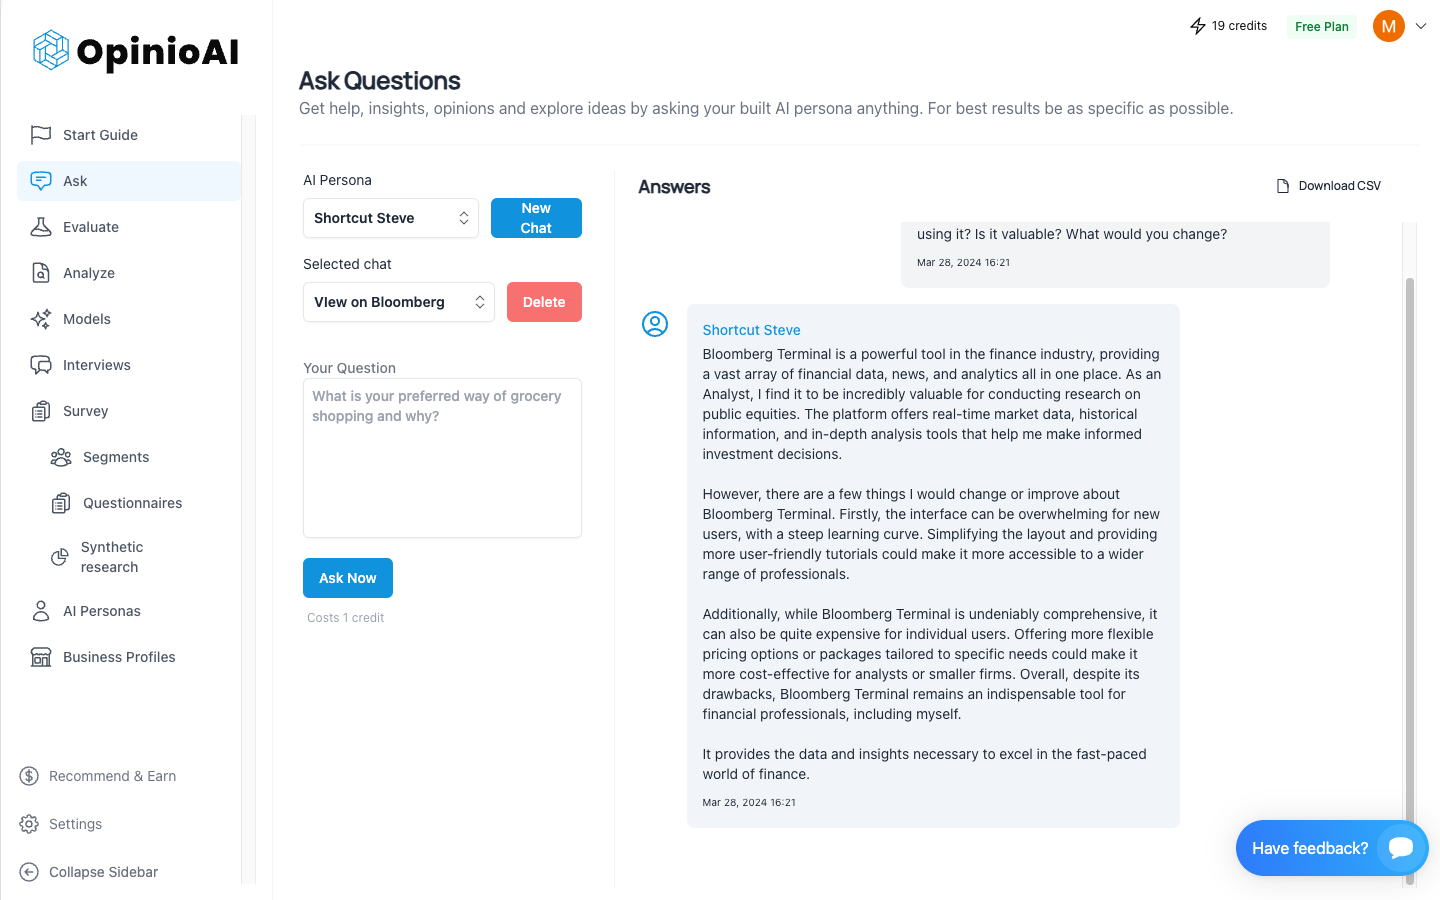 OpinioAI
19 credits
Free Plan
M
Start Guide
Ask
Evaluate
Analyze
Models
Interviews
Survey
Segments
Questionnaires
Synthetic
research
AI Personas
Business Profiles
Recommend & Earn
Settings
Collapse Sidebar
Ask Questions
Get help, insights, opinions and explore ideas by asking your built AI persona anything. For best results be as specific as possible.
AI Persona
Shortcut Steve
New
Chat
Selected chat
VIew on Bloomberg
Delete
Your Question
What is your preferred way of grocery
shopping and why?
Ask Now
Costs 1 credit
Answers
Download CSV
using it? Is it valuable? What would you change?
Mar 28, 2024 16:21
Shortcut Steve
Bloomberg Terminal is a powerful tool in the finance industry, providing
a vast array of financial data, news, and analytics all in one place. As an
Analyst, I find it to be incredibly valuable for conducting research on
public equities. The platform offers real-time market data, historical
information, and in-depth analysis tools that help me make informed
investment decisions.
However, there are a few things I would change or improve about
Bloomberg Terminal. Firstly, the interface can be overwhelming for new
users, with a steep learning curve. Simplifying the layout and providing
more user-friendly tutorials could make it more accessible to a wider
range of professionals.
Additionally, while Bloomberg Terminal is undeniably comprehensive, it
can also be quite expensive for individual users. Offering more flexible
pricing options or packages tailored to specific needs could make it
more cost-effective for analysts or smaller firms. Overall, despite its
drawbacks, Bloomberg Terminal remains an indispensable tool for
financial professionals, including myself.
It provides the data and insights necessary to excel in the fast-paced
world of finance.
Mar 28, 2024 16:21
Have feedback?